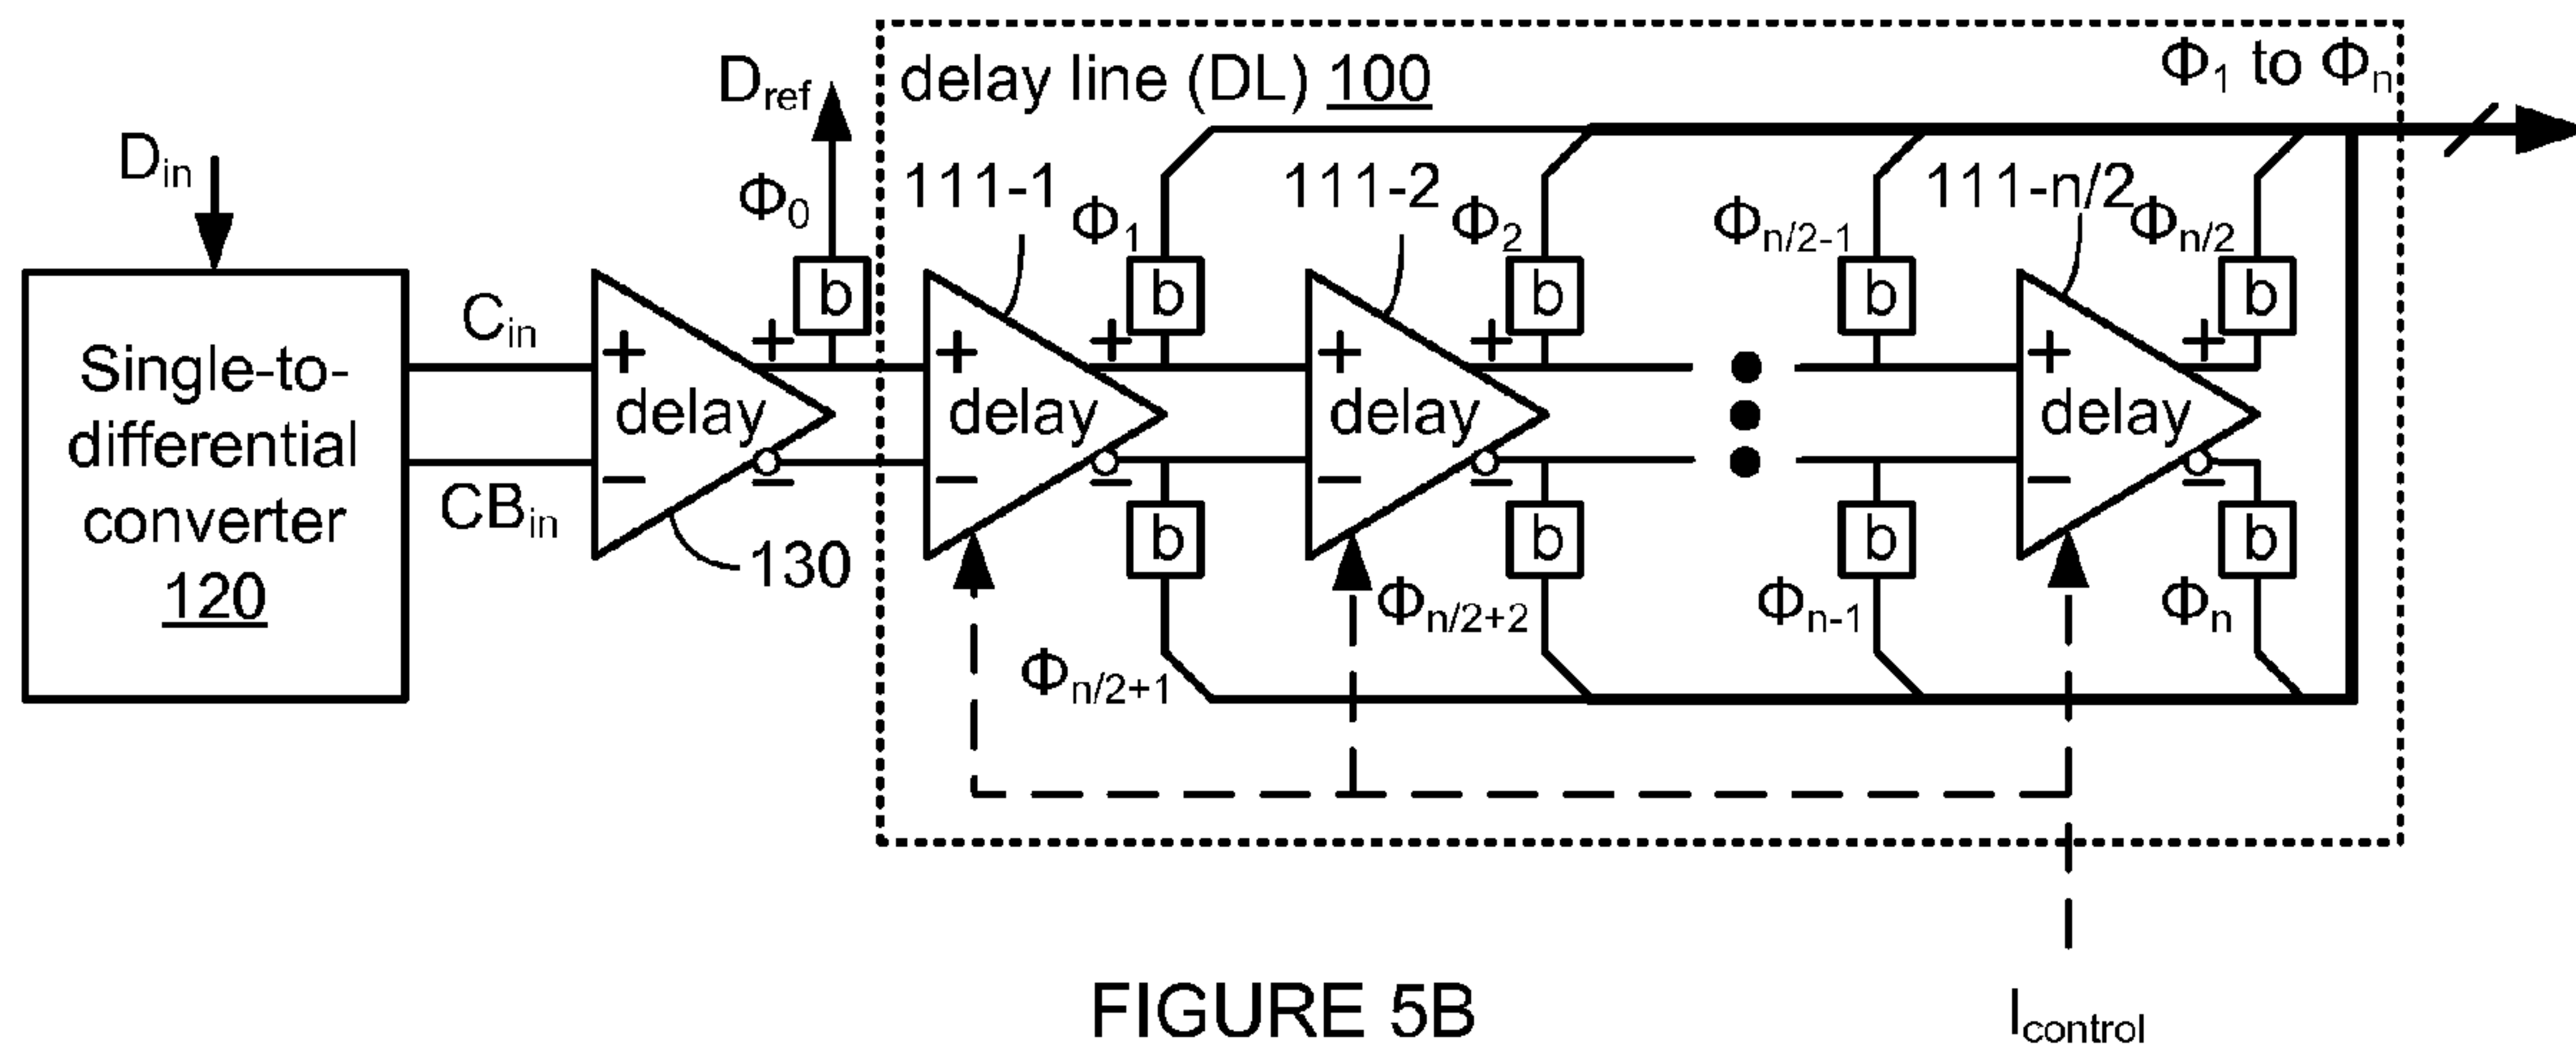 delay line (DL) 100
Φ1 to Φn
Dref
Din
Φ0
111-1
Φ1
111-2
Φ2
Φn/2-1
111-n/2
Φn/2
b
b
b
b
b
Cin
+
+
+
+
+
+
+
+
Single-to-
differential
converter
120
delay
delay
delay
delay
−
−
−
−
−
−
−
−
CBin
130
b
b
b
b
Φn/2+1
Φn/2+2
Φn-1
Φn
FIGURE 5B
Icontrol